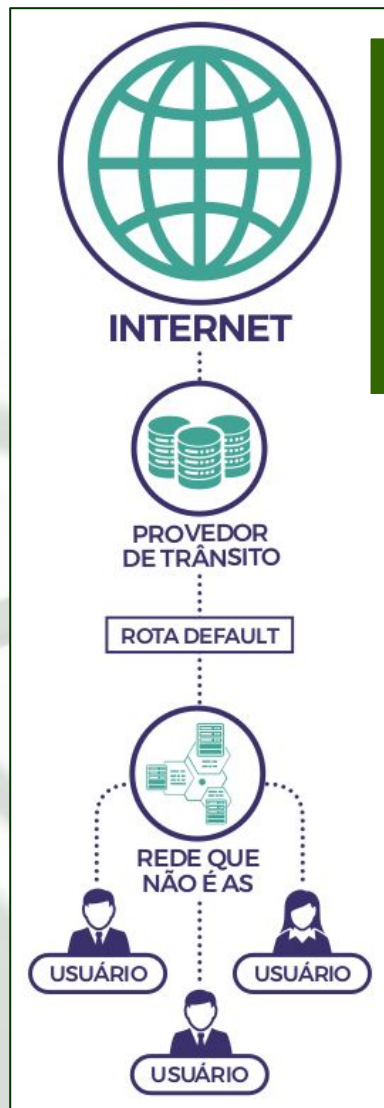 INTERNET
PROVEDOR
DE TRÂNSITO
ROTA DEFAULT
REDE QUE
NÃO É AS
USUÁRIO
USUÁRIO
USUÁRIO